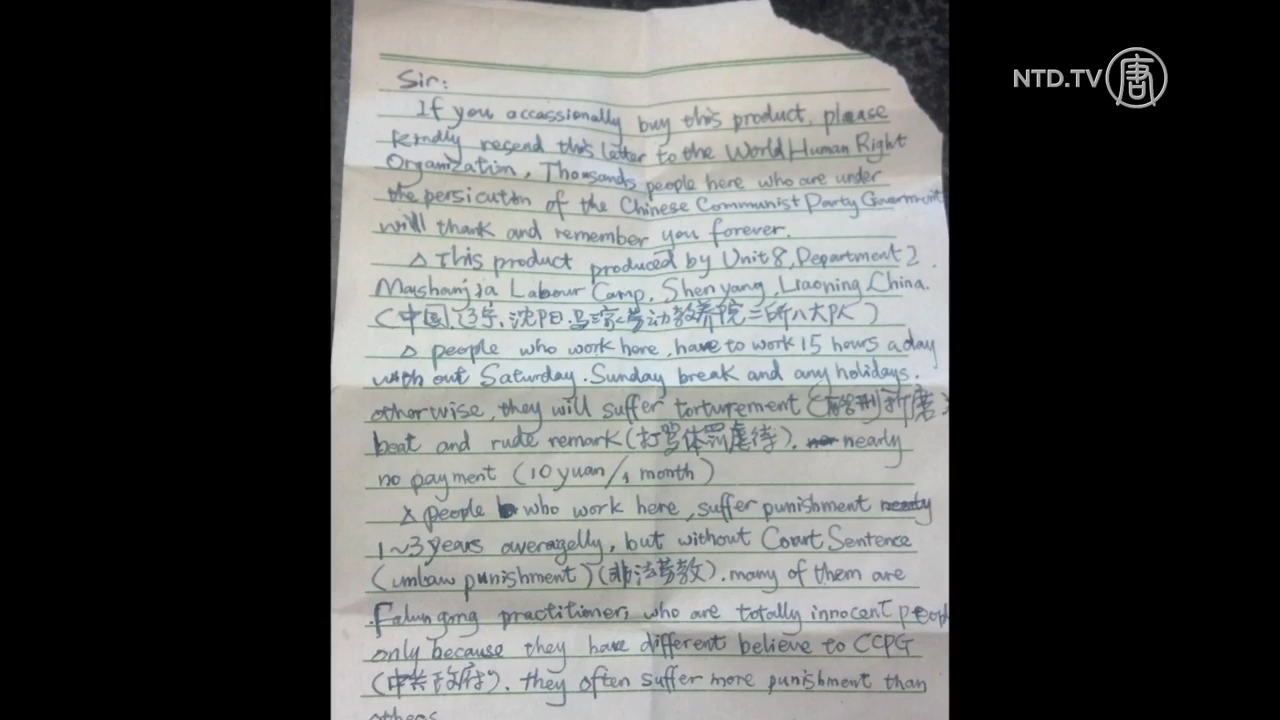 NTD.TV 唐
Sir:
If you accassionally buy this product, please
kindly resend this letter to the World Human Right
Organization, Thousands people here who are under
the persicution of the Chinese Communist Party Government
will thank and remember you forever.
△ This product produced by Unit 8, Department 2
Mashanjia Labour Camp, Shenyang, Liaoning, China.
(中国.辽宁.沈阳.马三家劳动教养院二所八大队)
△ people who work here, have to work 15 hours a day
with out Saturday. Sunday break and any holidays.
otherwise, they will suffer torturement (酷刑折磨)
beat and rude remark (打骂体罚虐待). nearly
no payment (10 yuan/1 month)
△ people who work here, suffer punishment nearly
1~3 years averagelly, but without Court Sentence
(unlaw punishment) (非法劳教). many of them are
Falungong practitioner, who are totally innocent people
only because they have different believe to CCPG
(中共政府). they often suffer more punishment than
others